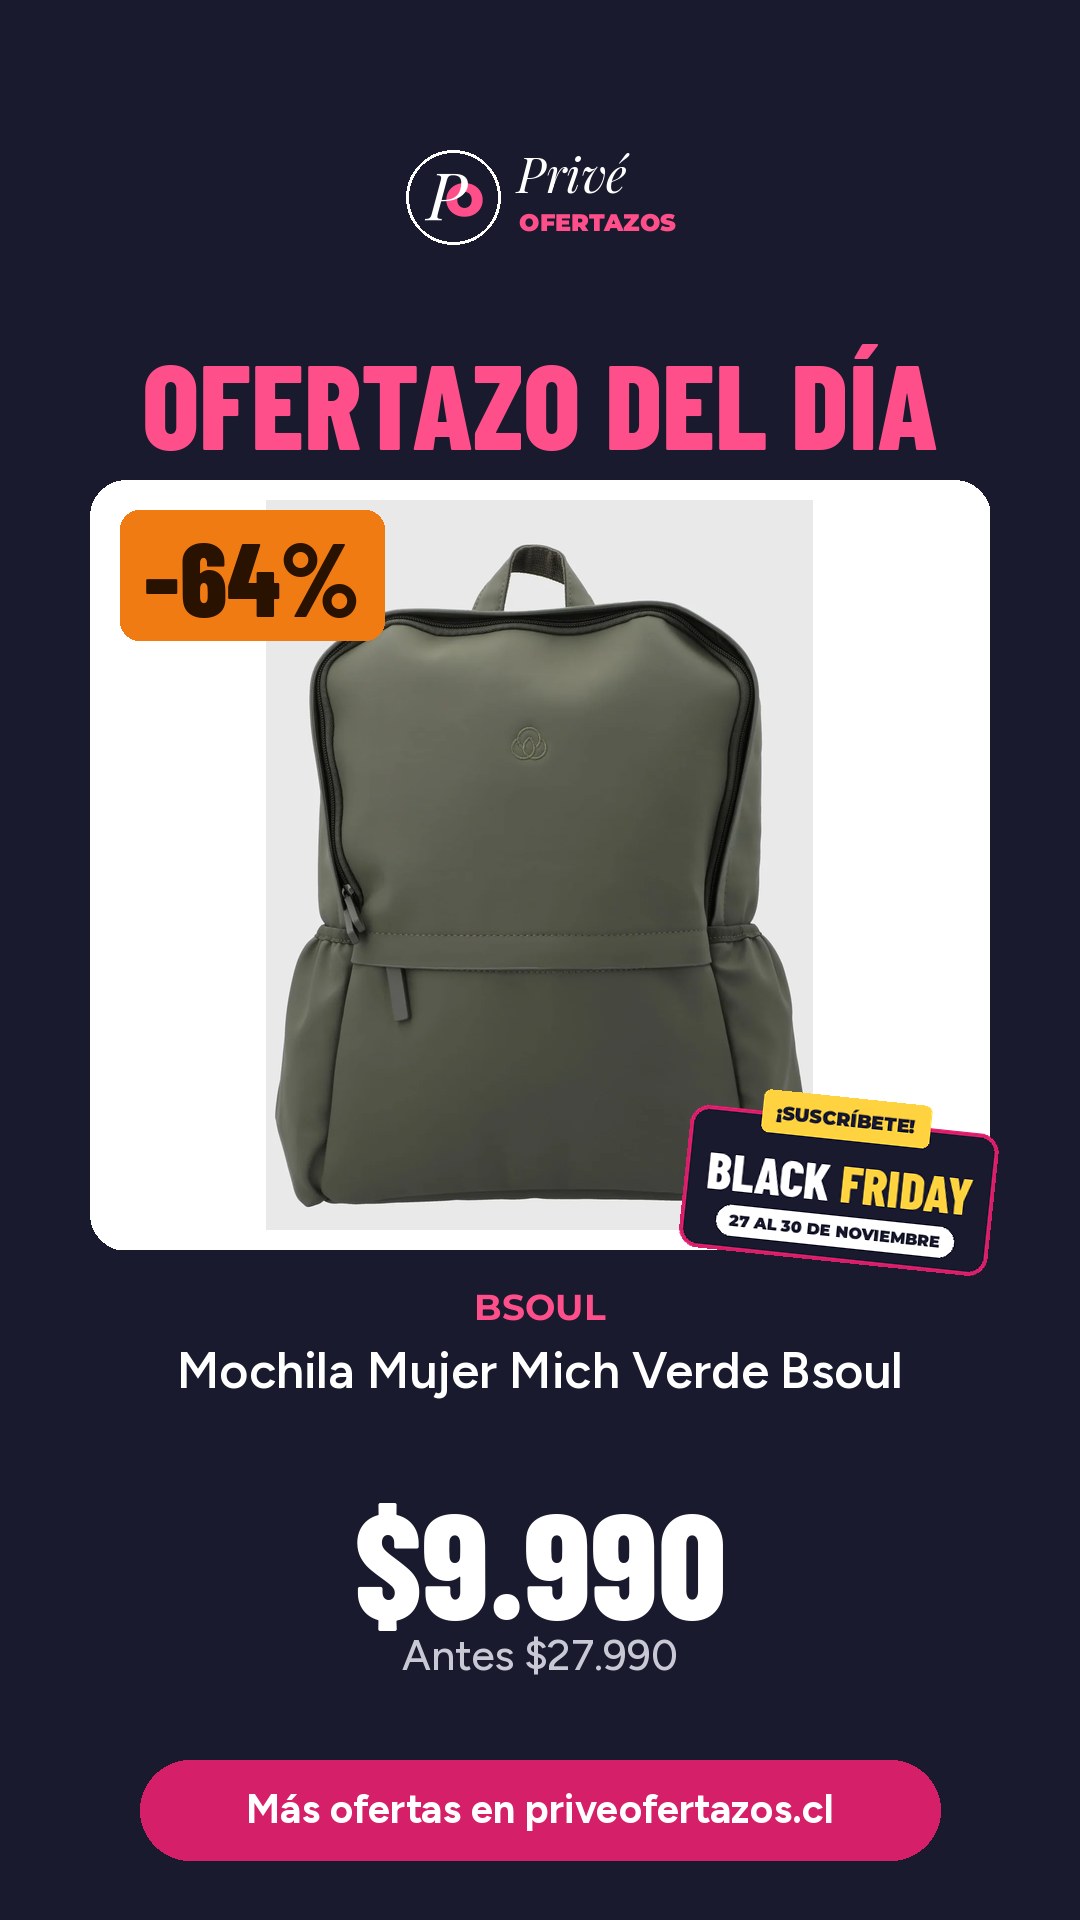 Po Privé
OFERTAZOS
OFERTAZO DEL DÍA
-64%
¡SUSCRÍBETE!
BLACK FRIDAY
27 AL 30 DE NOVIEMBRE
BSOUL
Mochila Mujer Mich Verde Bsoul
$9.990
Antes $27.990
Más ofertas en priveofertazos.cl